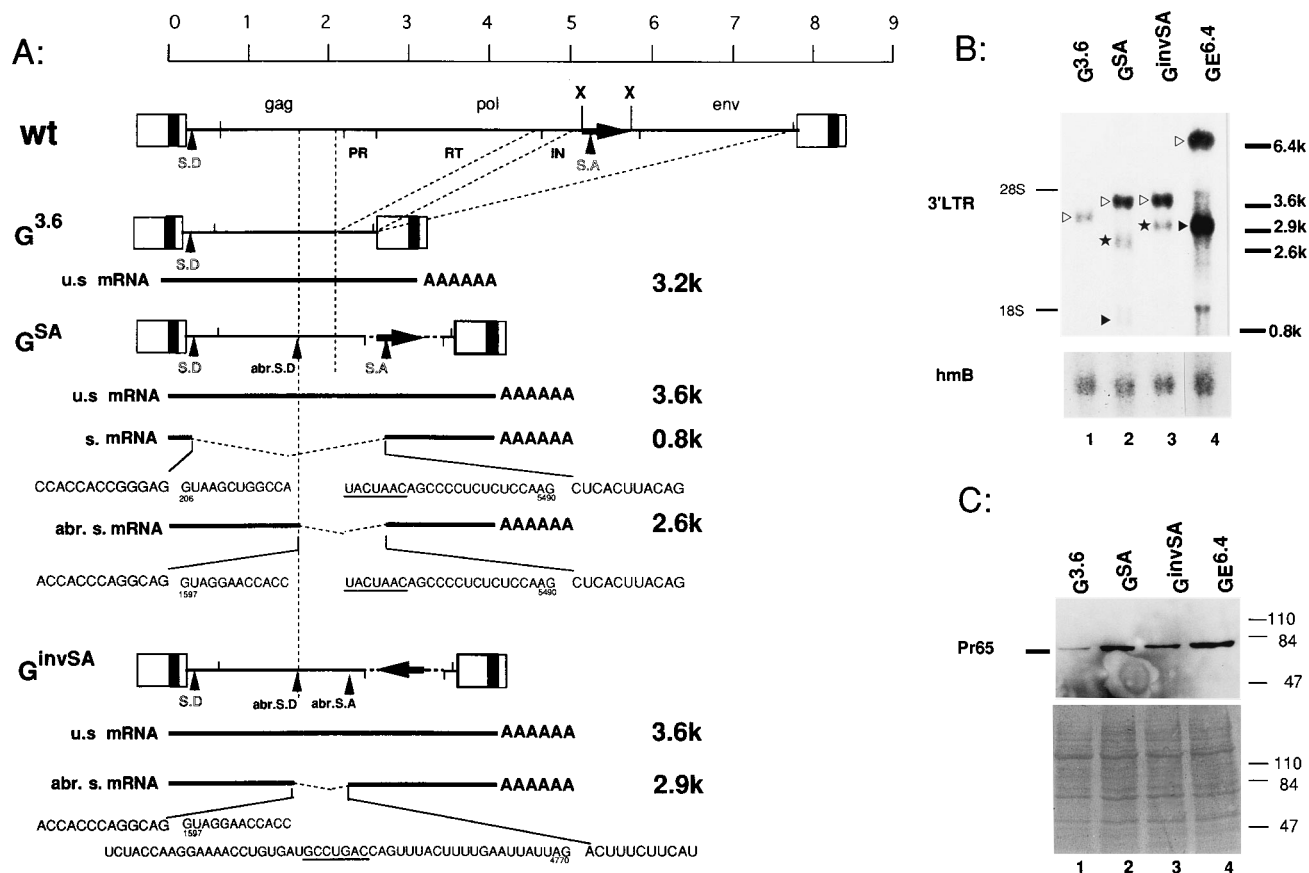 A:
0 1 2 3 4 5 6 7 8 9
wt
gag pol X X env
S.D PR RT IN S.A
G3.6
S.D
u.s mRNA AAAAAA 3.2k
GSA
S.D abr.S.D S.A
u.s mRNA AAAAAA 3.6k
s. mRNA AAAAAA 0.8k
CCACCACCGGGAG GUAAGCUGGCCA UACUAACAGCCCCUCUCUCCAAG CUCACUUACAG
206 5490
abr. s. mRNA AAAAAA 2.6k
ACCACCCAGGCAG GUAGGAACCACC UACUAACAGCCCCUCUCUCCAAG CUCACUUACAG
1597 5490
GinvSA
S.D abr.S.D abr.S.A
u.s mRNA AAAAAA 3.6k
abr. s. mRNA AAAAAA 2.9k
ACCACCCAGGCAG GUAGGAACCACC
1597
UCUACCAAGGAAAACCUGUGAUGCCUGACCAGUUUACUUUUGAAUUAUUAG ACUUUCUUCAU
4770
B:
G3.6 GSA GinvSA GE6.4
3'LTR
28S
18S
6.4k
3.6k
2.9k
2.6k
0.8k
hmB
1 2 3 4
C:
G3.6 GSA GinvSA GE6.4
Pr65
110
84
47
110
84
47
1 2 3 4